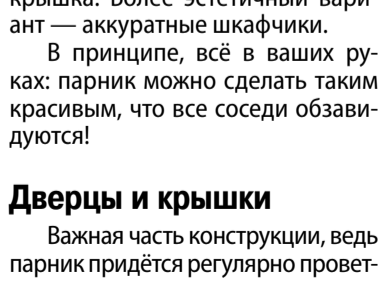 крышка. Более эстетичный вари-
ант — аккуратные шкафчики.
В принципе, всё в ваших ру-
ках: парник можно сделать таким
красивым, что все соседи обзави-
дуются!
Дверцы и крышки
Важная часть конструкции, ведь
парник придётся регулярно провет-